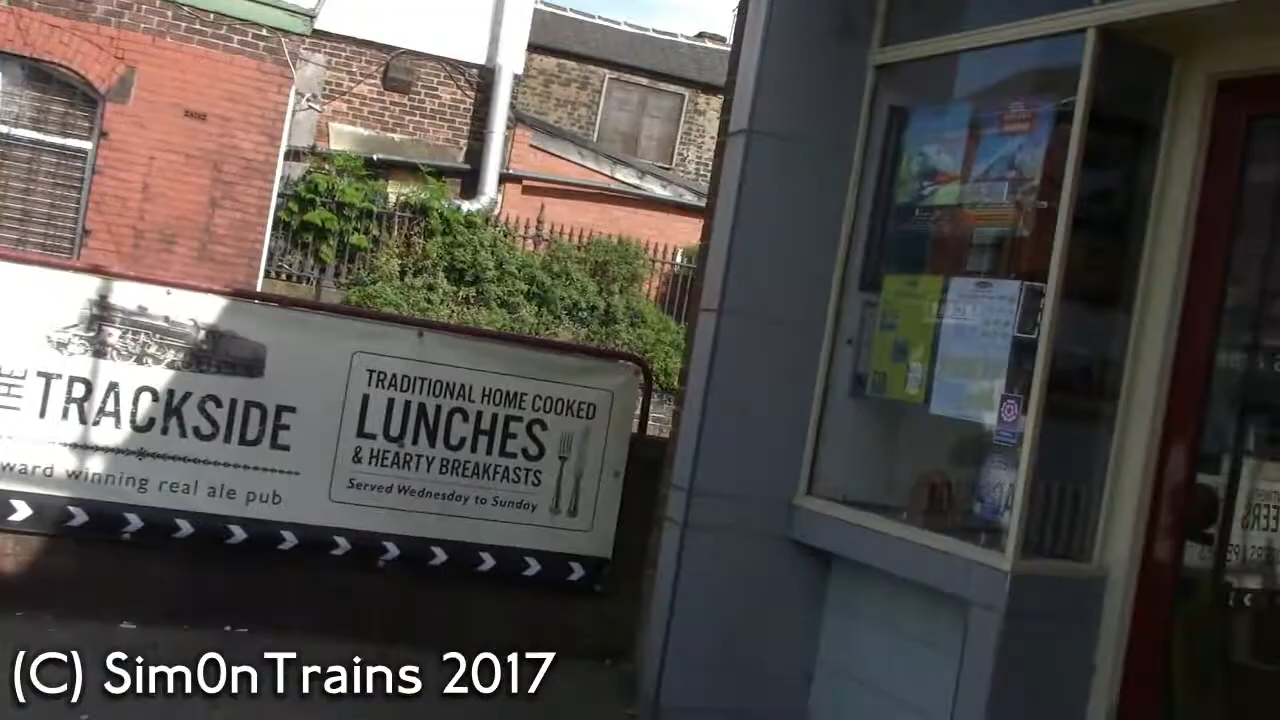 THE
TRACKSIDE
ward winning real ale pub
TRADITIONAL HOME COOKED
LUNCHES
& HEARTY BREAKFASTS
Served Wednesday to Sunday
(C) Sim0nTrains 2017